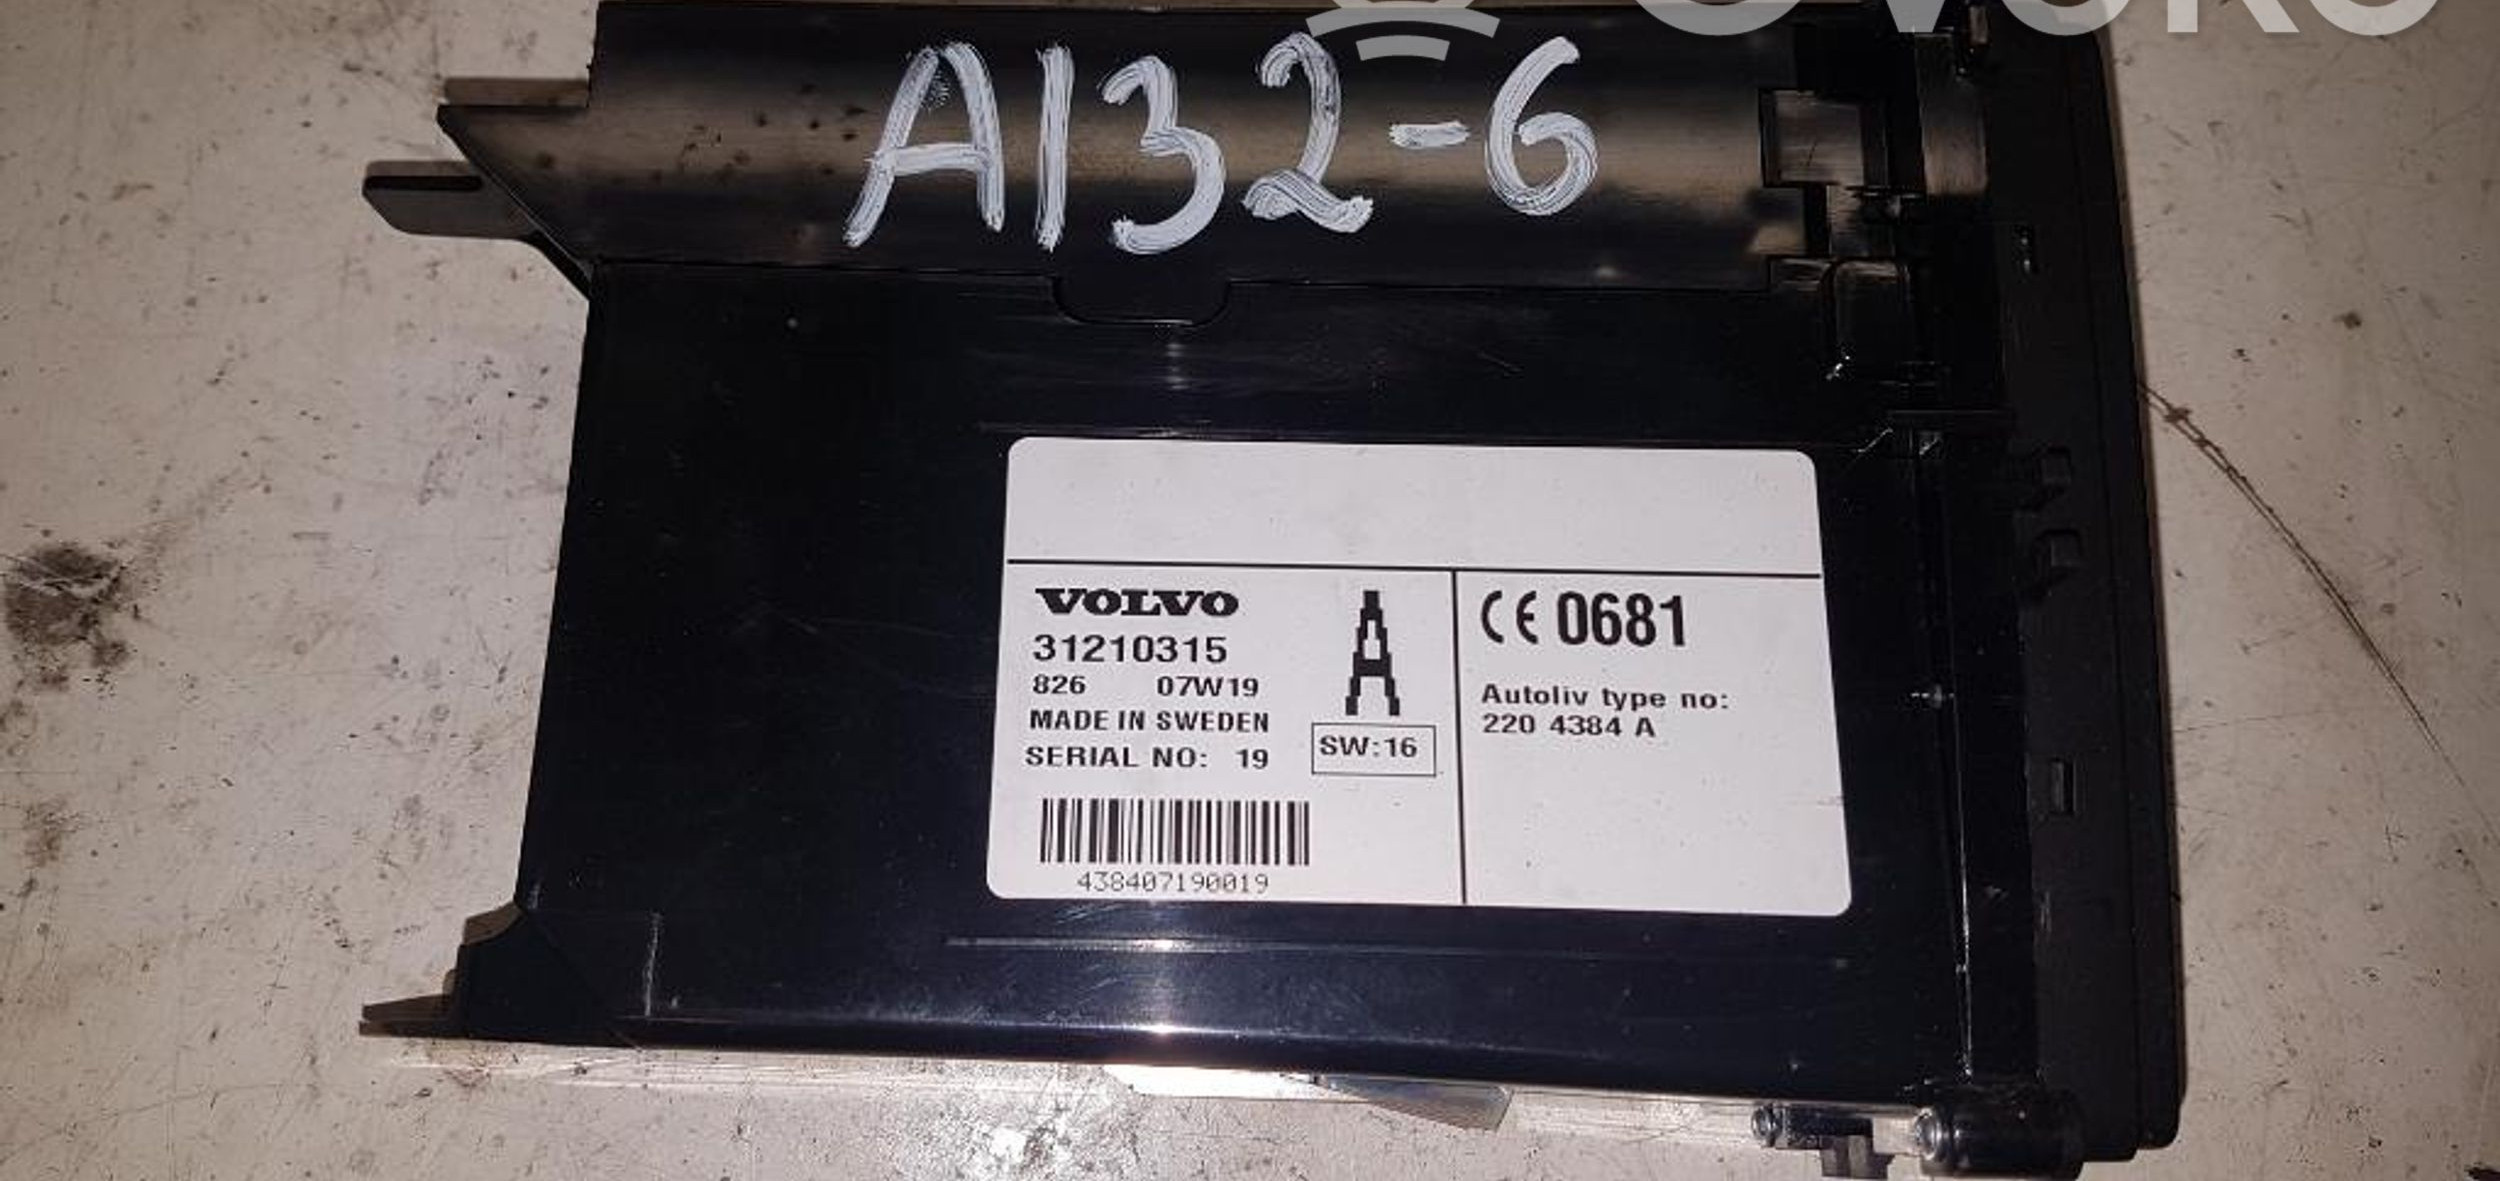 A132-6
VOLVO
31210315
826 07W19
MADE IN SWEDEN
SERIAL NO: 19
SW:16
438407190019
CE 0681
Autoliv type no:
220 4384 A